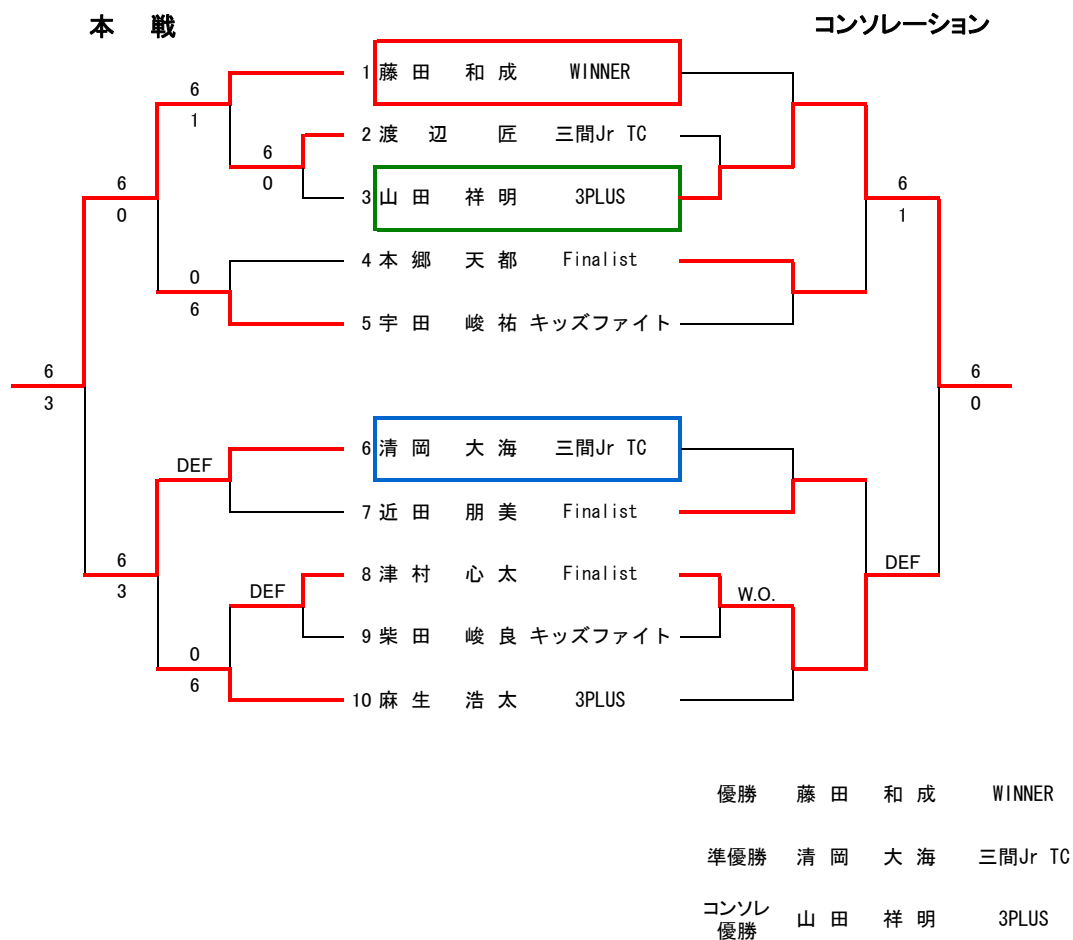 本 戦
コンソレーション
1 藤 田 和 成 WINNER
6
1
2 渡 辺 匠 三間Jr TC
6
0
3 山 田 祥 明 3PLUS
6
0
6
1
4 本 郷 天 都 Finalist
0
6
5 宇 田 峻 祐 キッズファイト
6
3
6
0
6 清 岡 大 海 三間Jr TC
DEF
7 近 田 朋 美 Finalist
6
3
DEF
8 津 村 心 太 Finalist
DEF
W.O.
9 柴 田 峻 良 キッズファイト
0
6
10 麻 生 浩 太 3PLUS
優勝 藤 田 和 成 WINNER
準優勝 清 岡 大 海 三間Jr TC
コンソレ
優勝 山 田 祥 明 3PLUS